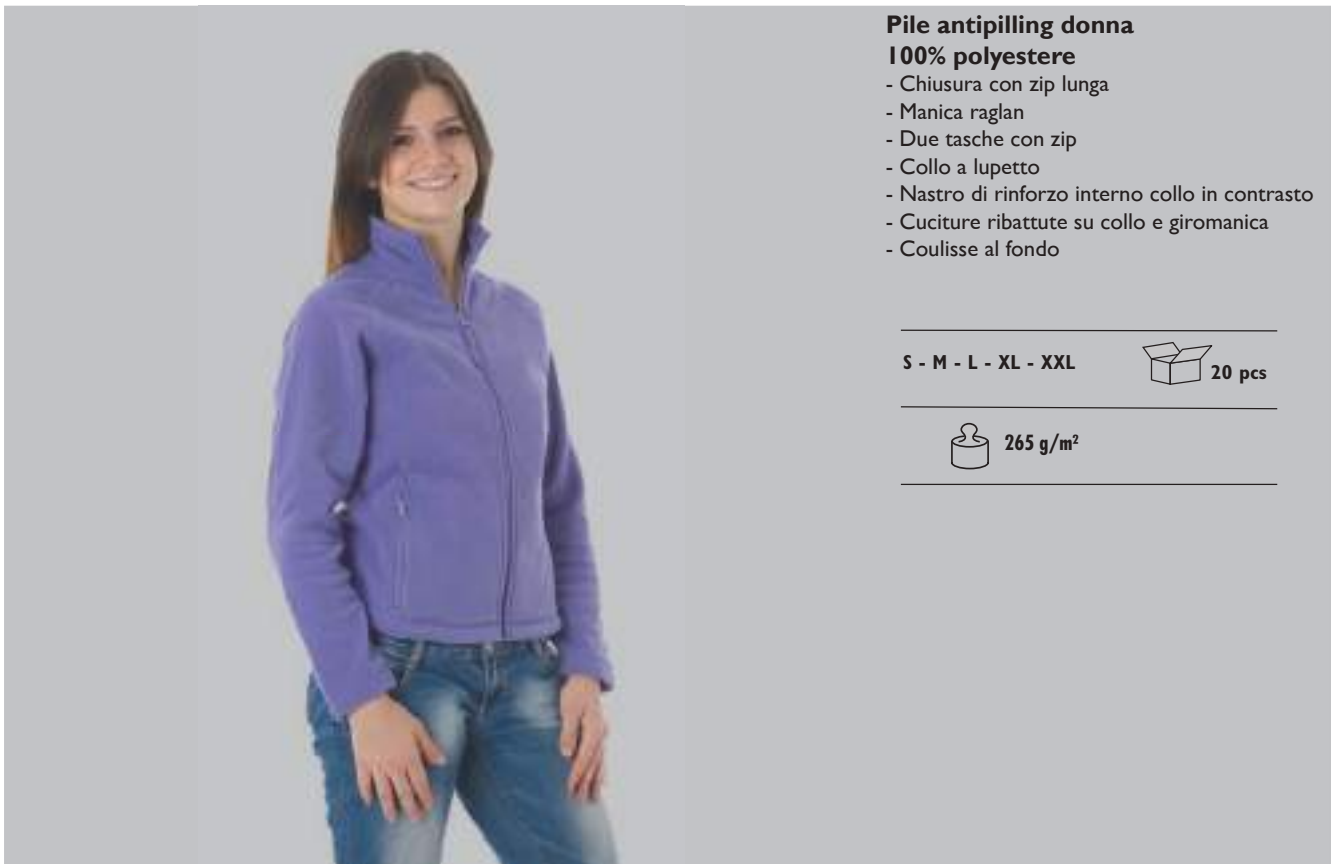 Pile antipilling donna
100% polyestere
- Chiusura con zip lunga
- Manica raglan
- Due tasche con zip
- Collo a lupetto
- Nastro di rinforzo interno collo in contrasto
- Cuciture ribattute su collo e giromanica
- Coulisse al fondo
S - M - L - XL - XXL
20 pcs
265 g/m²